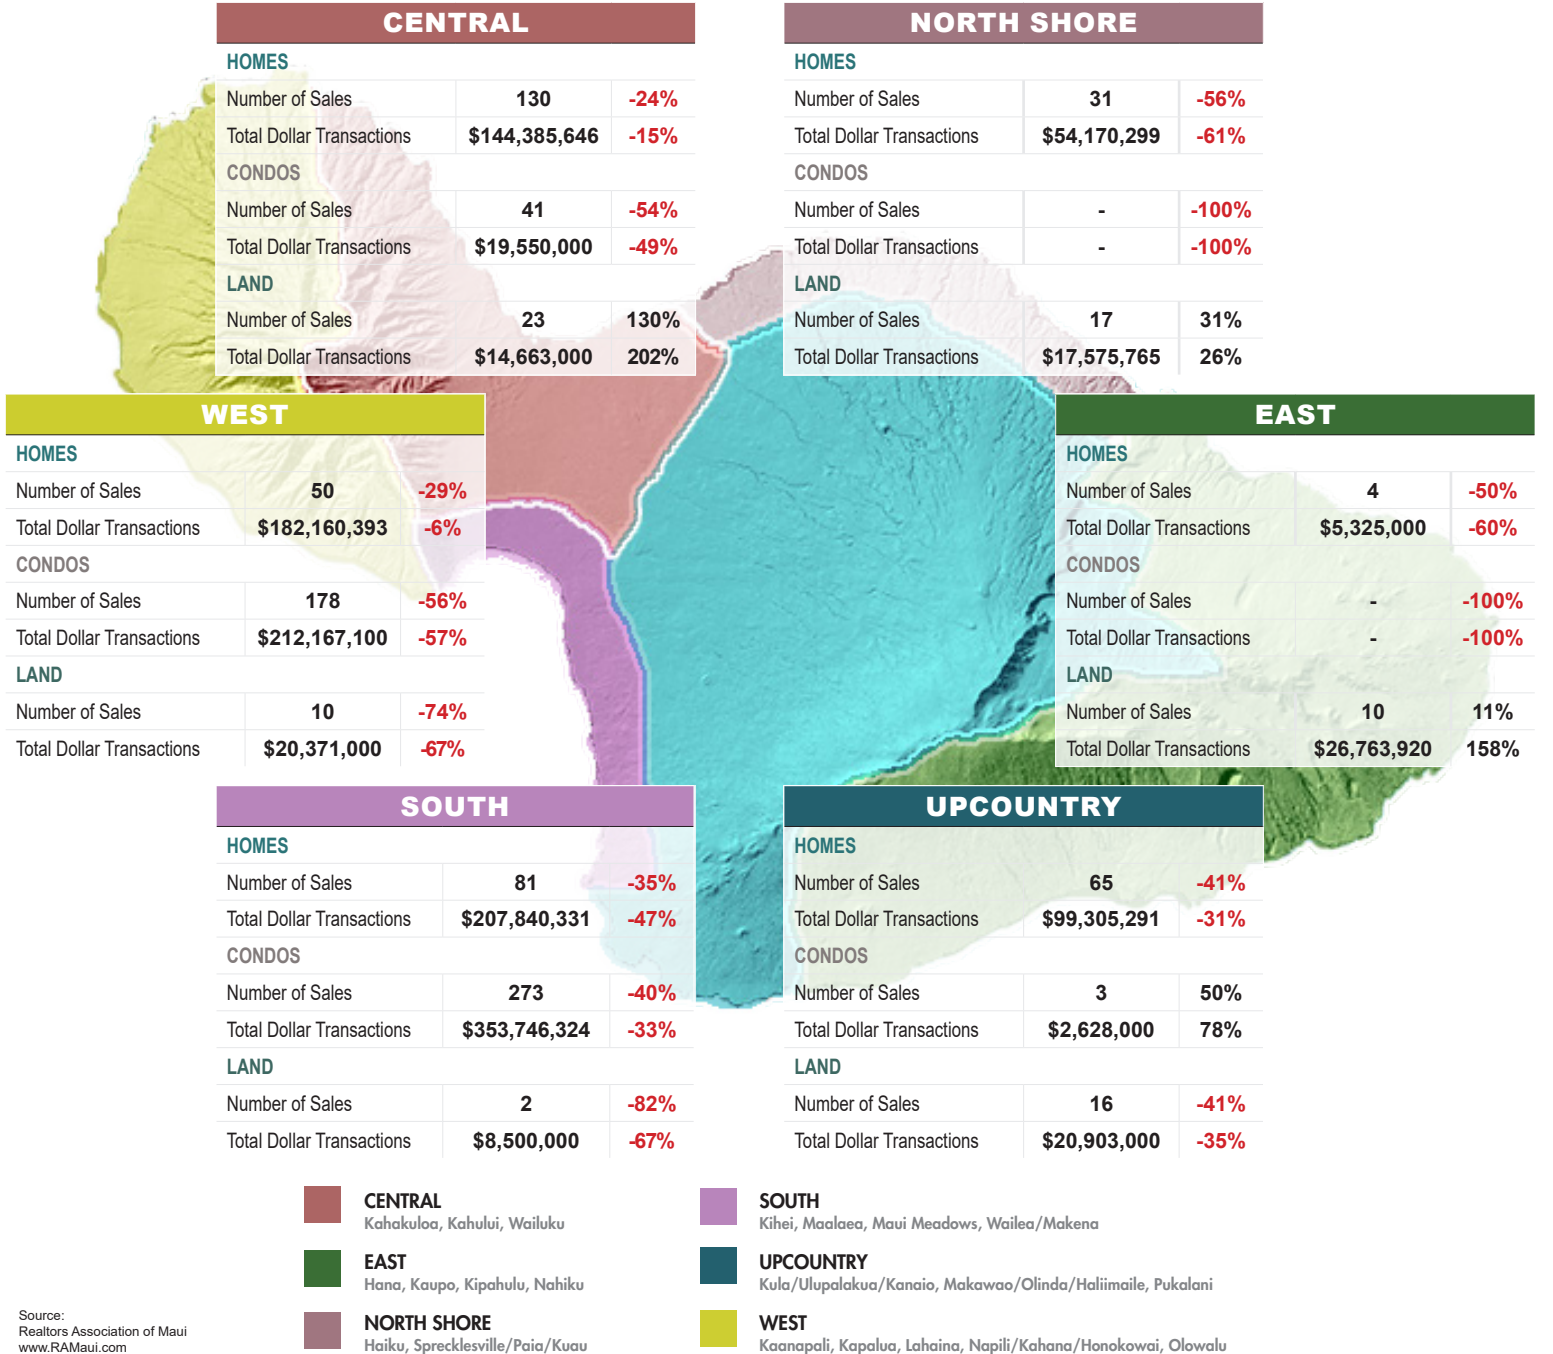 CENTRAL
HOMES
Number of Sales 130 -24%
Total Dollar Transactions $144,385,646 -15%
CONDOS
Number of Sales 41 -54%
Total Dollar Transactions $19,550,000 -49%
LAND
Number of Sales 23 130%
Total Dollar Transactions $14,663,000 202%
NORTH SHORE
HOMES
Number of Sales 31 -56%
Total Dollar Transactions $54,170,299 -61%
CONDOS
Number of Sales - -100%
Total Dollar Transactions - -100%
LAND
Number of Sales 17 31%
Total Dollar Transactions $17,575,765 26%
WEST
HOMES
Number of Sales 50 -29%
Total Dollar Transactions $182,160,393 -6%
CONDOS
Number of Sales 178 -56%
Total Dollar Transactions $212,167,100 -57%
LAND
Number of Sales 10 -74%
Total Dollar Transactions $20,371,000 -67%
EAST
HOMES
Number of Sales 4 -50%
Total Dollar Transactions $5,325,000 -60%
CONDOS
Number of Sales - -100%
Total Dollar Transactions - -100%
LAND
Number of Sales 10 11%
Total Dollar Transactions $26,763,920 158%
SOUTH
HOMES
Number of Sales 81 -35%
Total Dollar Transactions $207,840,331 -47%
CONDOS
Number of Sales 273 -40%
Total Dollar Transactions $353,746,324 -33%
LAND
Number of Sales 2 -82%
Total Dollar Transactions $8,500,000 -67%
UPCOUNTRY
HOMES
Number of Sales 65 -41%
Total Dollar Transactions $99,305,291 -31%
CONDOS
Number of Sales 3 50%
Total Dollar Transactions $2,628,000 78%
LAND
Number of Sales 16 -41%
Total Dollar Transactions $20,903,000 -35%
CENTRAL
Kahakuloa, Kahului, Wailuku
EAST
Hana, Kaupo, Kipahulu, Nahiku
NORTH SHORE
Haiku, Sprecklesville/Paia/Kuau
SOUTH
Kihei, Maalaea, Maui Meadows, Wailea/Makena
UPCOUNTRY
Kula/Ulupalakua/Kanaio, Makawao/Olinda/Haliimaile, Pukalani
WEST
Kaanapali, Kapalua, Lahaina, Napili/Kahana/Honokowai, Olowalu
Source:
Realtors Association of Maui
www.RAMaui.com